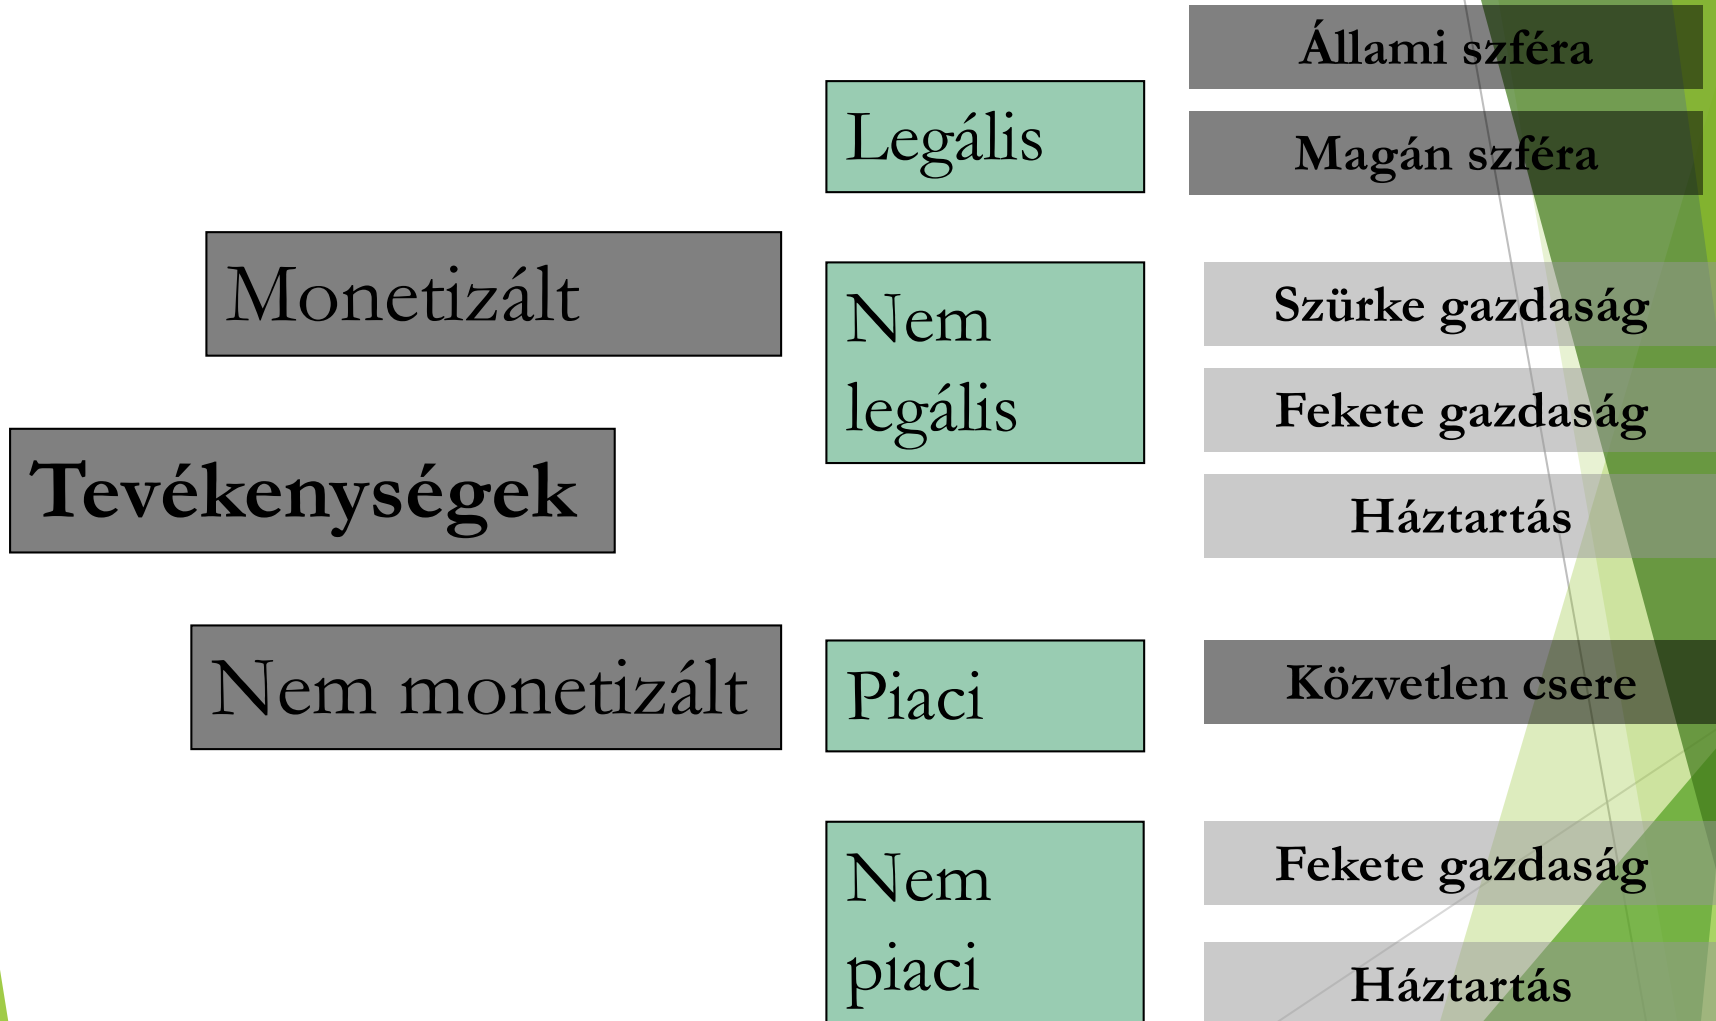 Állami szféra
Legális
Magán szféra
Monetizált
Nem
legális
Szürke gazdaság
Fekete gazdaság
Háztartás
Tevékenységek
Nem monetizált
Piaci
Közvetlen csere
Nem
piaci
Fekete gazdaság
Háztartás